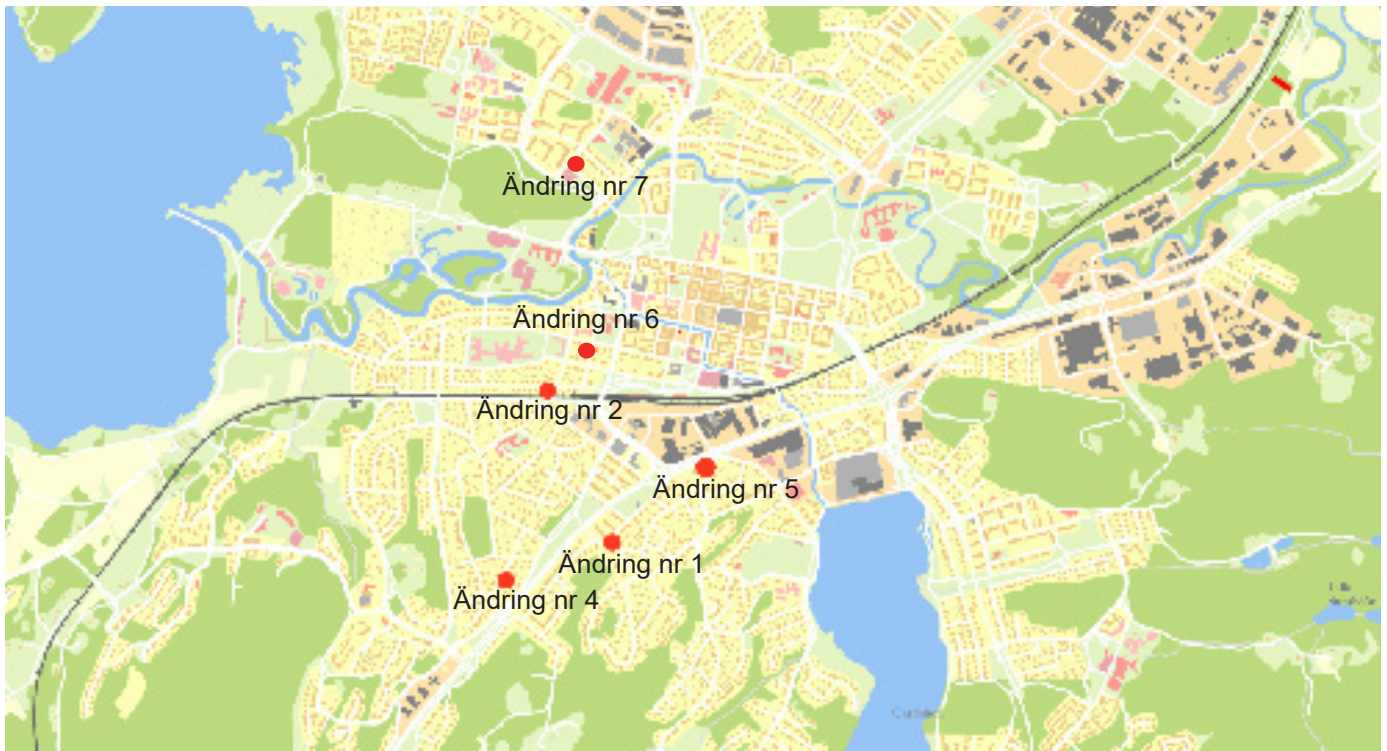 Ändring nr 7
Ändring nr 6
Ändring nr 2
Ändring nr 5
Ändring nr 1
Ändring nr 4